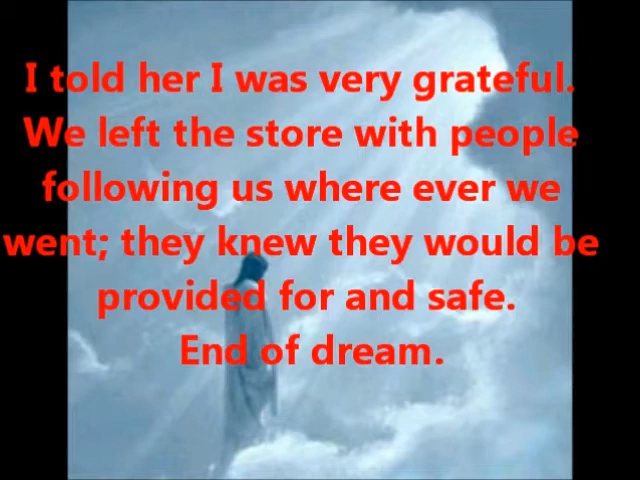 I told her I was very grateful.
We left the store with people
following us where ever we
went; they knew they would be
provided for and safe.
End of dream.